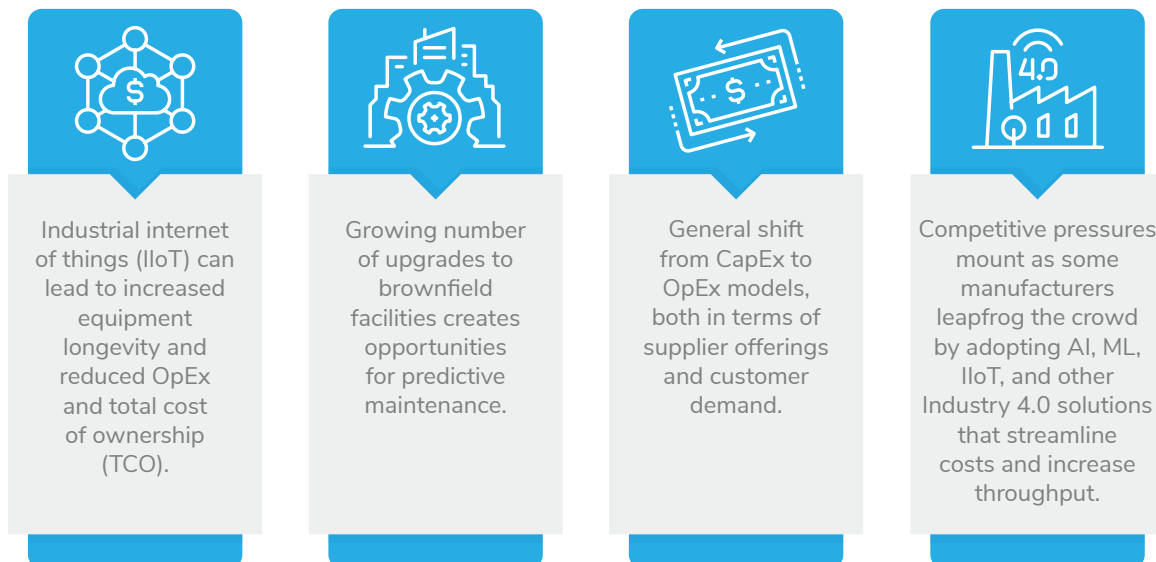 $
Industrial internet
of things (IIoT) can
lead to increased
equipment
longevity and
reduced OpEx
and total cost
of ownership
(TCO).
Growing number
of upgrades to
brownfield
facilities creates
opportunities
for predictive
maintenance.
$
General shift
from CapEx to
OpEx models,
both in terms of
supplier offerings
and customer
demand.
4.0
Competitive pressures
mount as some
manufacturers
leapfrog the crowd
by adopting AI, ML,
IIoT, and other
Industry 4.0 solutions
that streamline
costs and increase
throughput.